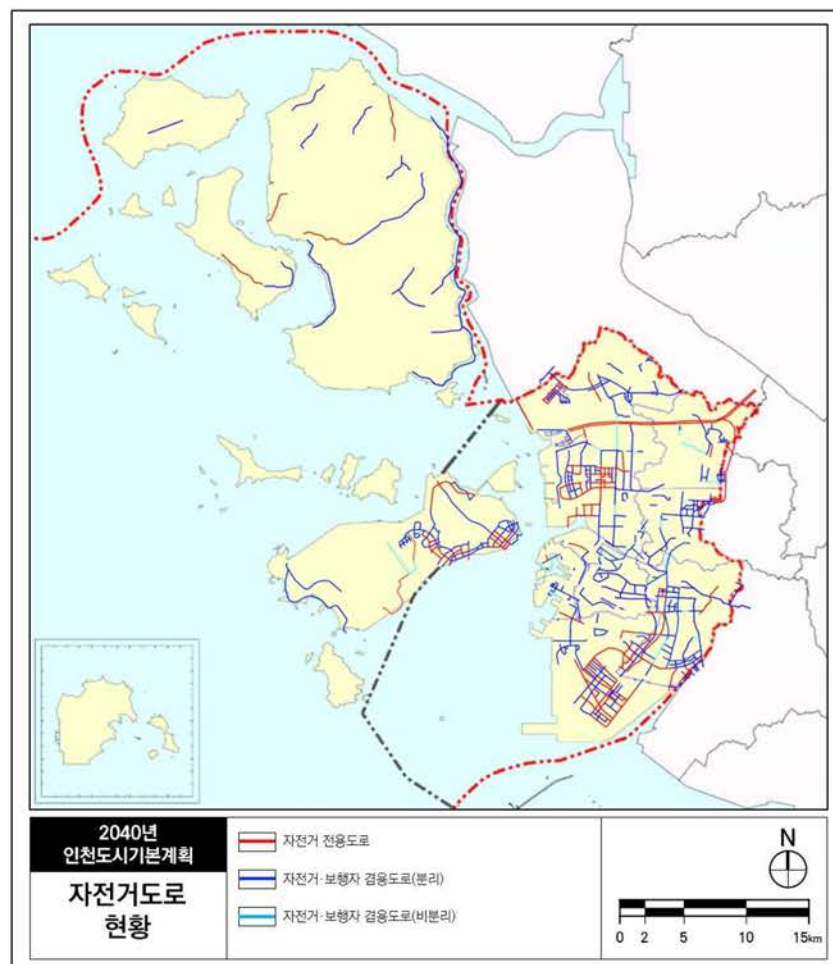 2040년
인천도시기본계획
자전거도로
현황
자전거 전용도로
자전거·보행자 겸용도로(분리)
자전거·보행자 겸용도로(비분리)
N
0 2 5 10 15km